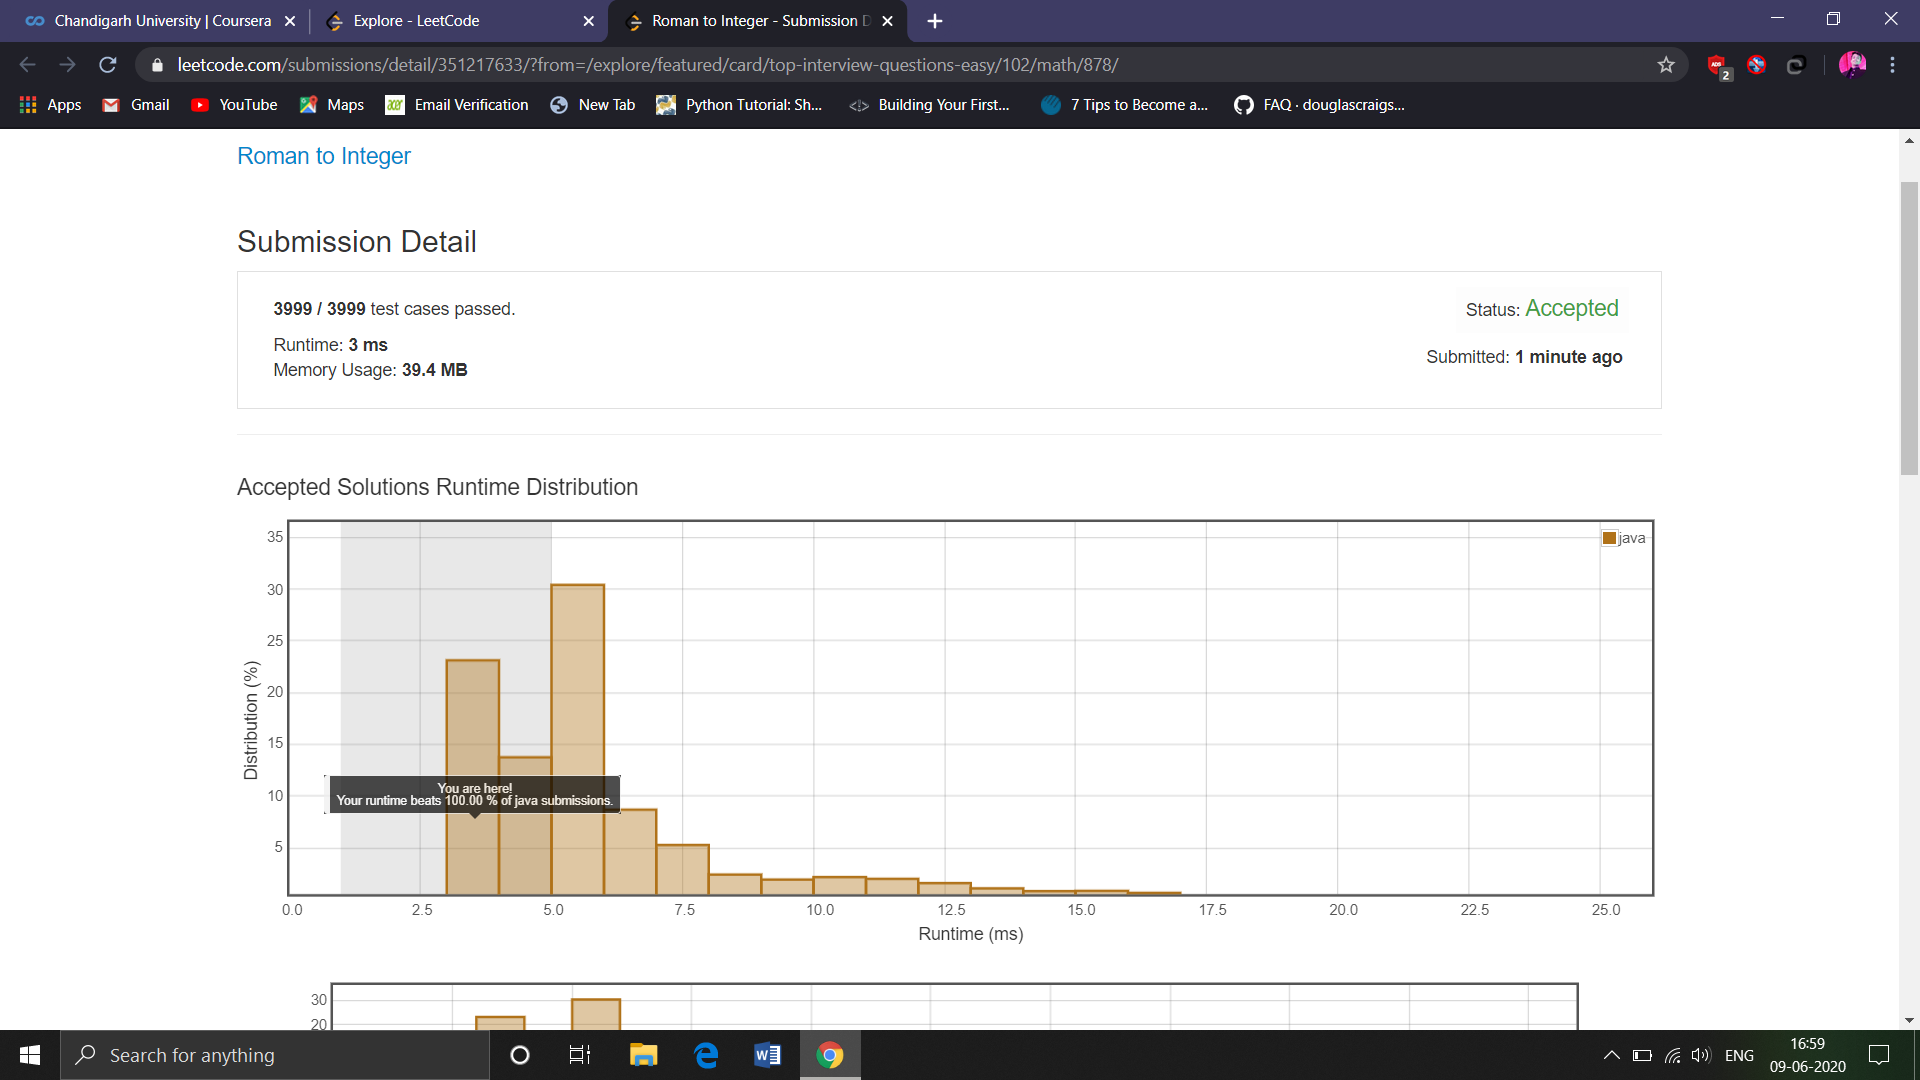 Chandigarh University | Coursera
Explore - LeetCode
Roman to Integer - Submission D
leetcode.com/submissions/detail/351217633/?from=/explore/featured/card/top-interview-questions-easy/102/math/878/
ADS
2
Apps
Gmail
YouTube
Maps
acer
Email Verification
New Tab
Python Tutorial: Sh...
Building Your First...
7 Tips to Become a...
FAQ · douglascraigs...
Roman to Integer
Submission Detail
3999 / 3999 test cases passed.
Status: Accepted
Runtime: 3 ms
Submitted: 1 minute ago
Memory Usage: 39.4 MB
Accepted Solutions Runtime Distribution
java
35
30
25
20
15
10
5
Distribution (%)
You are here!
Your runtime beats 100.00 % of java submissions.
0.0 2.5 5.0 7.5 10.0 12.5 15.0 17.5 20.0 22.5 25.0
Runtime (ms)
30
20
Search for anything
ENG
16:59
09-06-2020